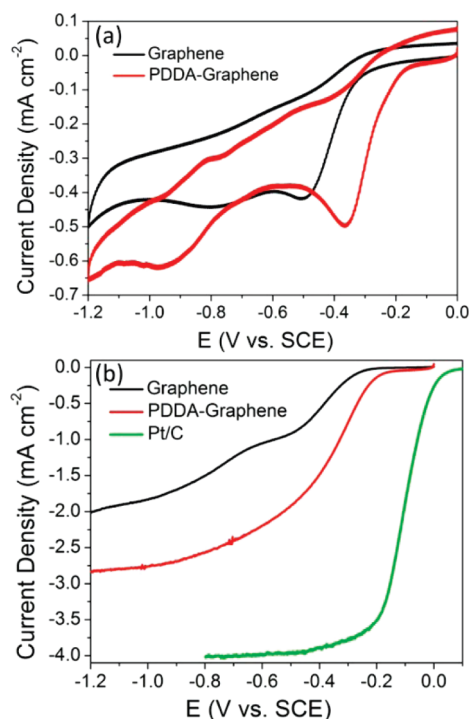 (a)
Graphene
PDDA-Graphene
0.1
0.0
-0.1
-0.2
-0.3
-0.4
-0.5
-0.6
-0.7
Current Density (mA cm⁻²)
-1.2 -1.0 -0.8 -0.6 -0.4 -0.2 0.0
E (V vs. SCE)
(b)
Graphene
PDDA-Graphene
Pt/C
0.0
-0.5
-1.0
-1.5
-2.0
-2.5
-3.0
-3.5
-4.0
Current Density (mA cm⁻²)
-1.2 -1.0 -0.8 -0.6 -0.4 -0.2 0.0
E (V vs. SCE)